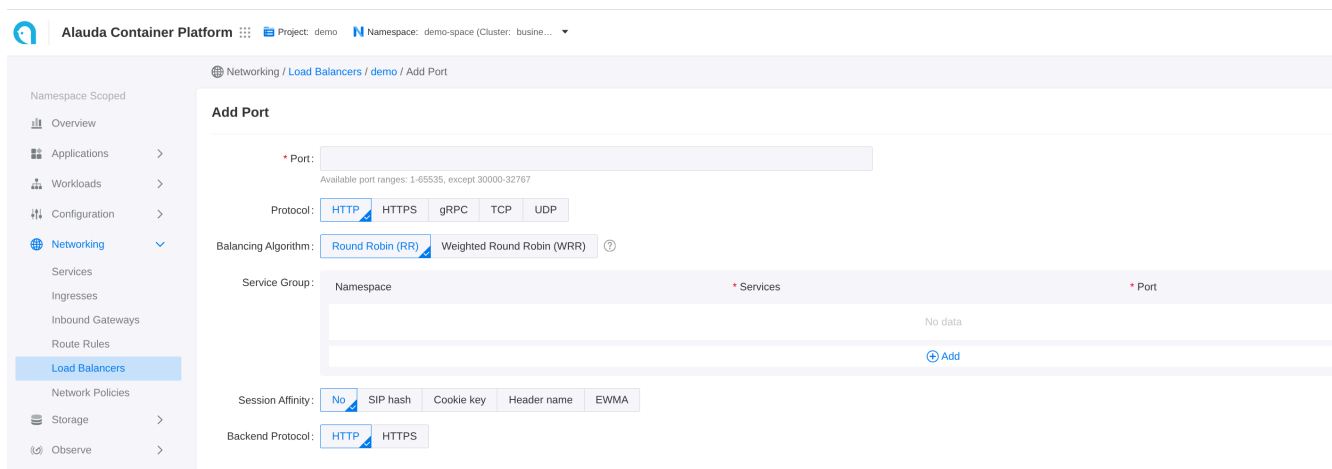 Alauda Container Platform Project: demo Namespace: demo-space (Cluster: busine...
Networking / Load Balancers / demo / Add Port
Namespace Scoped
Overview
Applications
Workloads
Configuration
Networking
Services
Ingresses
Inbound Gateways
Route Rules
Load Balancers
Network Policies
Storage
Observe
Add Port
* Port:
Available port ranges: 1-65535, except 30000-32767
Protocol: HTTP HTTPS gRPC TCP UDP
Balancing Algorithm: Round Robin (RR) Weighted Round Robin (WRR) ?
Service Group: Namespace * Services * Port
No data
Add
Session Affinity: No SIP hash Cookie key Header name EWMA
Backend Protocol: HTTP HTTPS